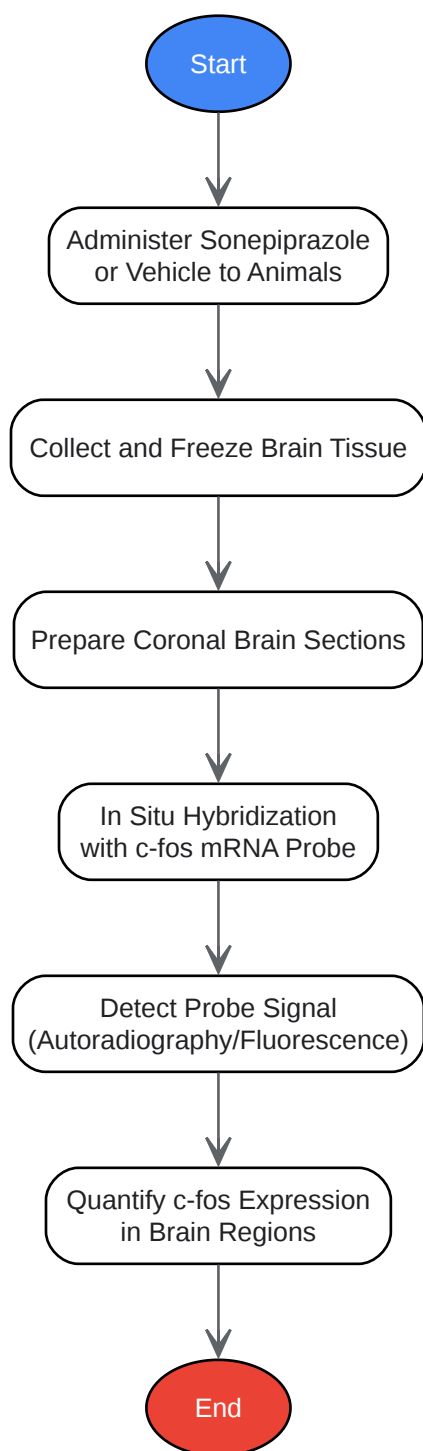 Start
Administer Sonepiprazole
or Vehicle to Animals
Collect and Freeze Brain Tissue
Prepare Coronal Brain Sections
In Situ Hybridization
with c-fos mRNA Probe
Detect Probe Signal
(Autoradiography/Fluorescence)
Quantify c-fos Expression
in Brain Regions
End